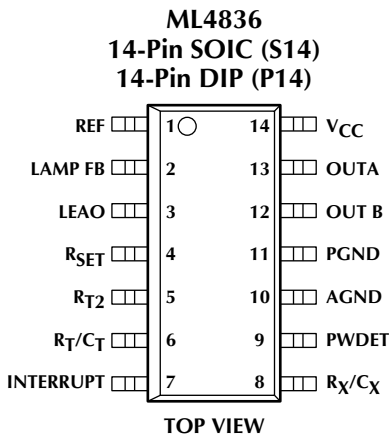 ML4836
14-Pin SOIC (S14)
14-Pin DIP (P14)
REF 1 14 VCC
LAMP FB 2 13 OUTA
LEAO 3 12 OUT B
RSET 4 11 PGND
RT2 5 10 AGND
RT/CT 6 9 PWDET
INTERRUPT 7 8 RX/CX
TOP VIEW